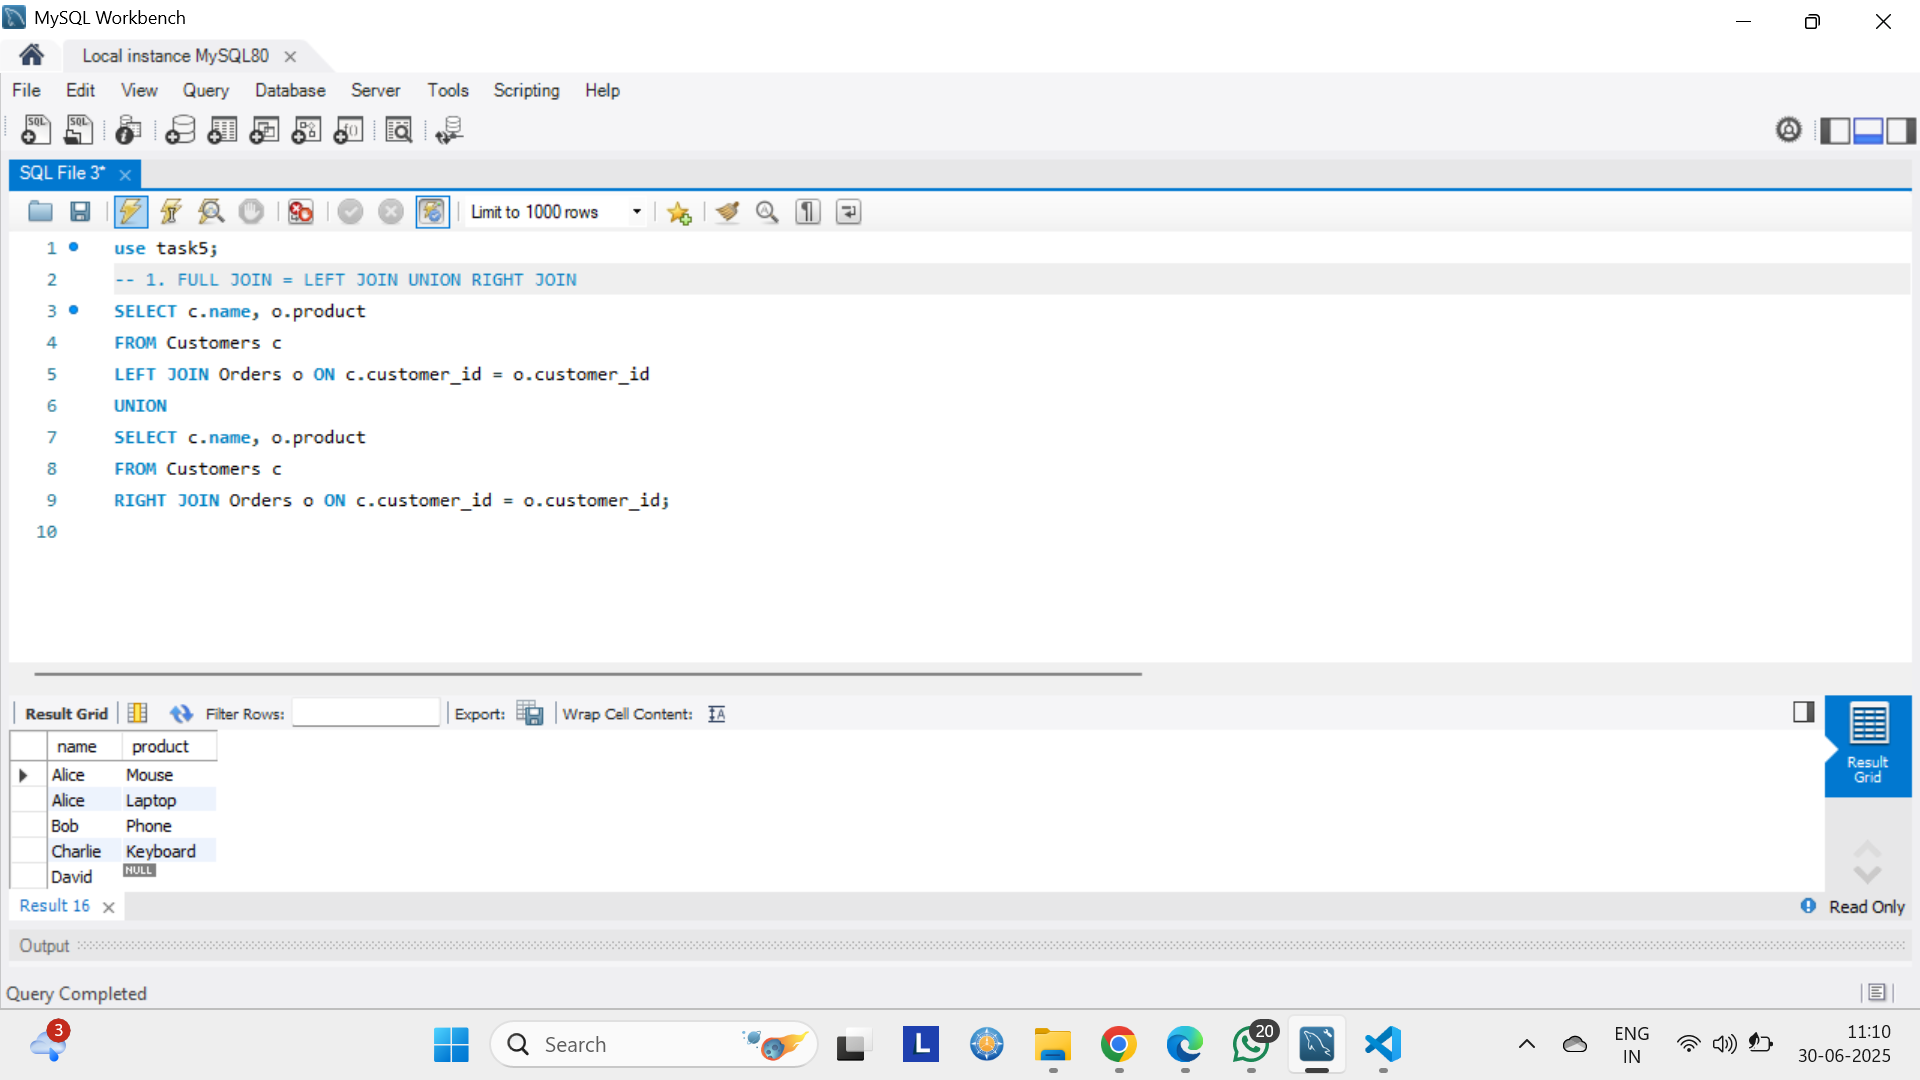 MySQL Workbench
Local instance MySQL80
File Edit View Query Database Server Tools Scripting Help
SQL SQL
SQL File 3*
Limit to 1000 rows
1 use task5;
2 -- 1. FULL JOIN = LEFT JOIN UNION RIGHT JOIN
3 SELECT c.name, o.product
4 FROM Customers c
5 LEFT JOIN Orders o ON c.customer_id = o.customer_id
6 UNION
7 SELECT c.name, o.product
8 FROM Customers c
9 RIGHT JOIN Orders o ON c.customer_id = o.customer_id;
10
Result Grid Filter Rows: Export: Wrap Cell Content: IA
name product
Alice Mouse
Alice Laptop
Bob Phone
Charlie Keyboard
David NULL
Result Grid
Result 16
Read Only
Output
Query Completed
3
Search
L
20
ENG
IN
11:10
30-06-2025